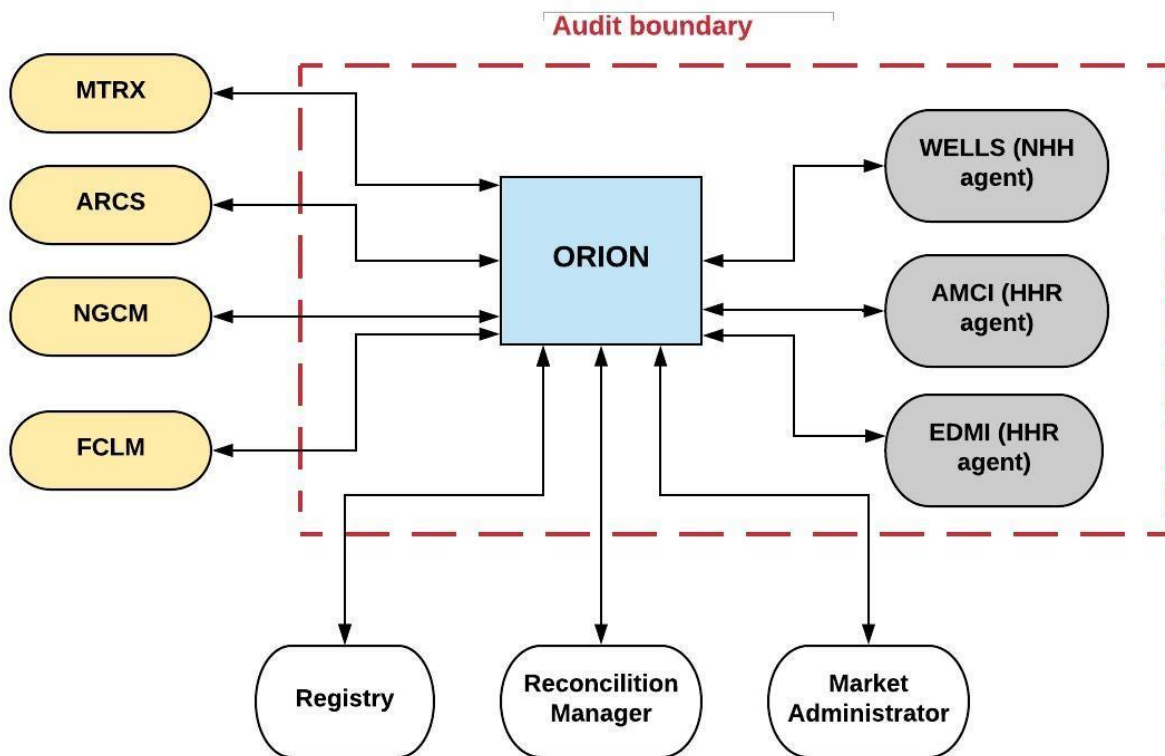 Audit boundary
MTRX
ARCS
NGCM
FCLM
ORION
WELLS (NHH
agent)
AMCI (HHR
agent)
EDMI (HHR
agent)
Registry
Reconcilition
Manager
Market
Administrator